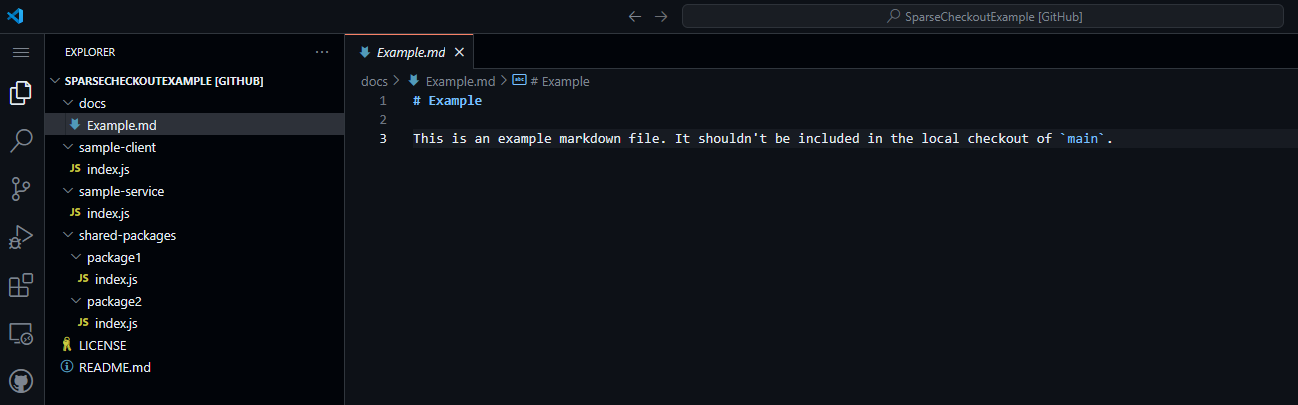 SparseCheckoutExample [GitHub]
EXPLORER
Example.md
SPARSECHECKOUTEXAMPLE [GITHUB]
docs
Example.md
sample-client
JS index.js
sample-service
JS index.js
shared-packages
package1
JS index.js
package2
JS index.js
LICENSE
README.md
docs > Example.md > abc # Example
1 # Example
2
3 This is an example markdown file. It shouldn't be included in the local checkout of `main`.